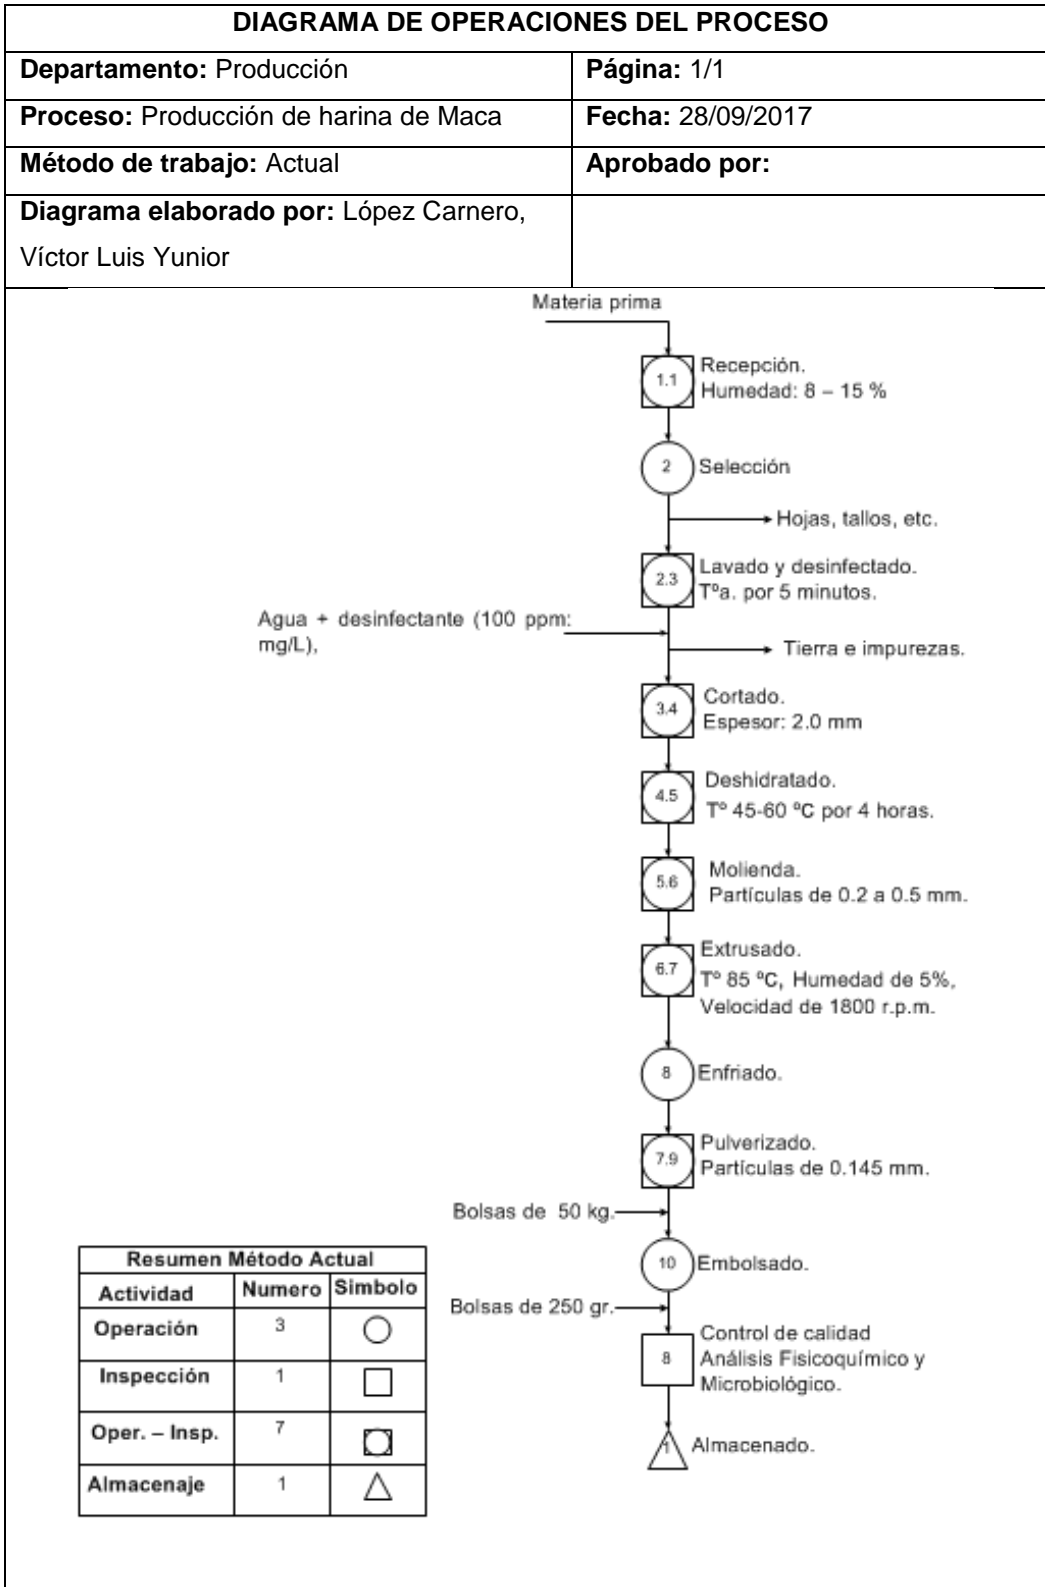 DIAGRAMA DE OPERACIONES DEL PROCESO
Departamento: Producción
Página: 1/1
Proceso: Producción de harina de Maca
Fecha: 28/09/2017
Método de trabajo: Actual
Aprobado por:
Diagrama elaborado por: López Carnero,
Víctor Luis Yunior
Materia prima
1.1
Recepción.
Humedad: 8 – 15 %
2
Selección
Hojas, tallos, etc.
2.3
Lavado y desinfectado.
Tºa. por 5 minutos.
Agua + desinfectante (100 ppm:
mg/L),
Tierra e impurezas.
3.4
Cortado.
Espesor: 2.0 mm
4.5
Deshidratado.
Tº 45-60 ºC por 4 horas.
5.6
Molienda.
Partículas de 0.2 a 0.5 mm.
6.7
Extrusado.
Tº 85 ºC, Humedad de 5%,
Velocidad de 1800 r.p.m.
8
Enfriado.
7.9
Pulverizado.
Partículas de 0.145 mm.
Bolsas de 50 kg.
10
Embolsado.
Bolsas de 250 gr.
8
Control de calidad
Análisis Fisicoquímico y
Microbiológico.
1
Almacenado.
Resumen Método Actual
Actividad Numero Simbolo
Operación 3
Inspección 1
Oper. – Insp. 7
Almacenaje 1